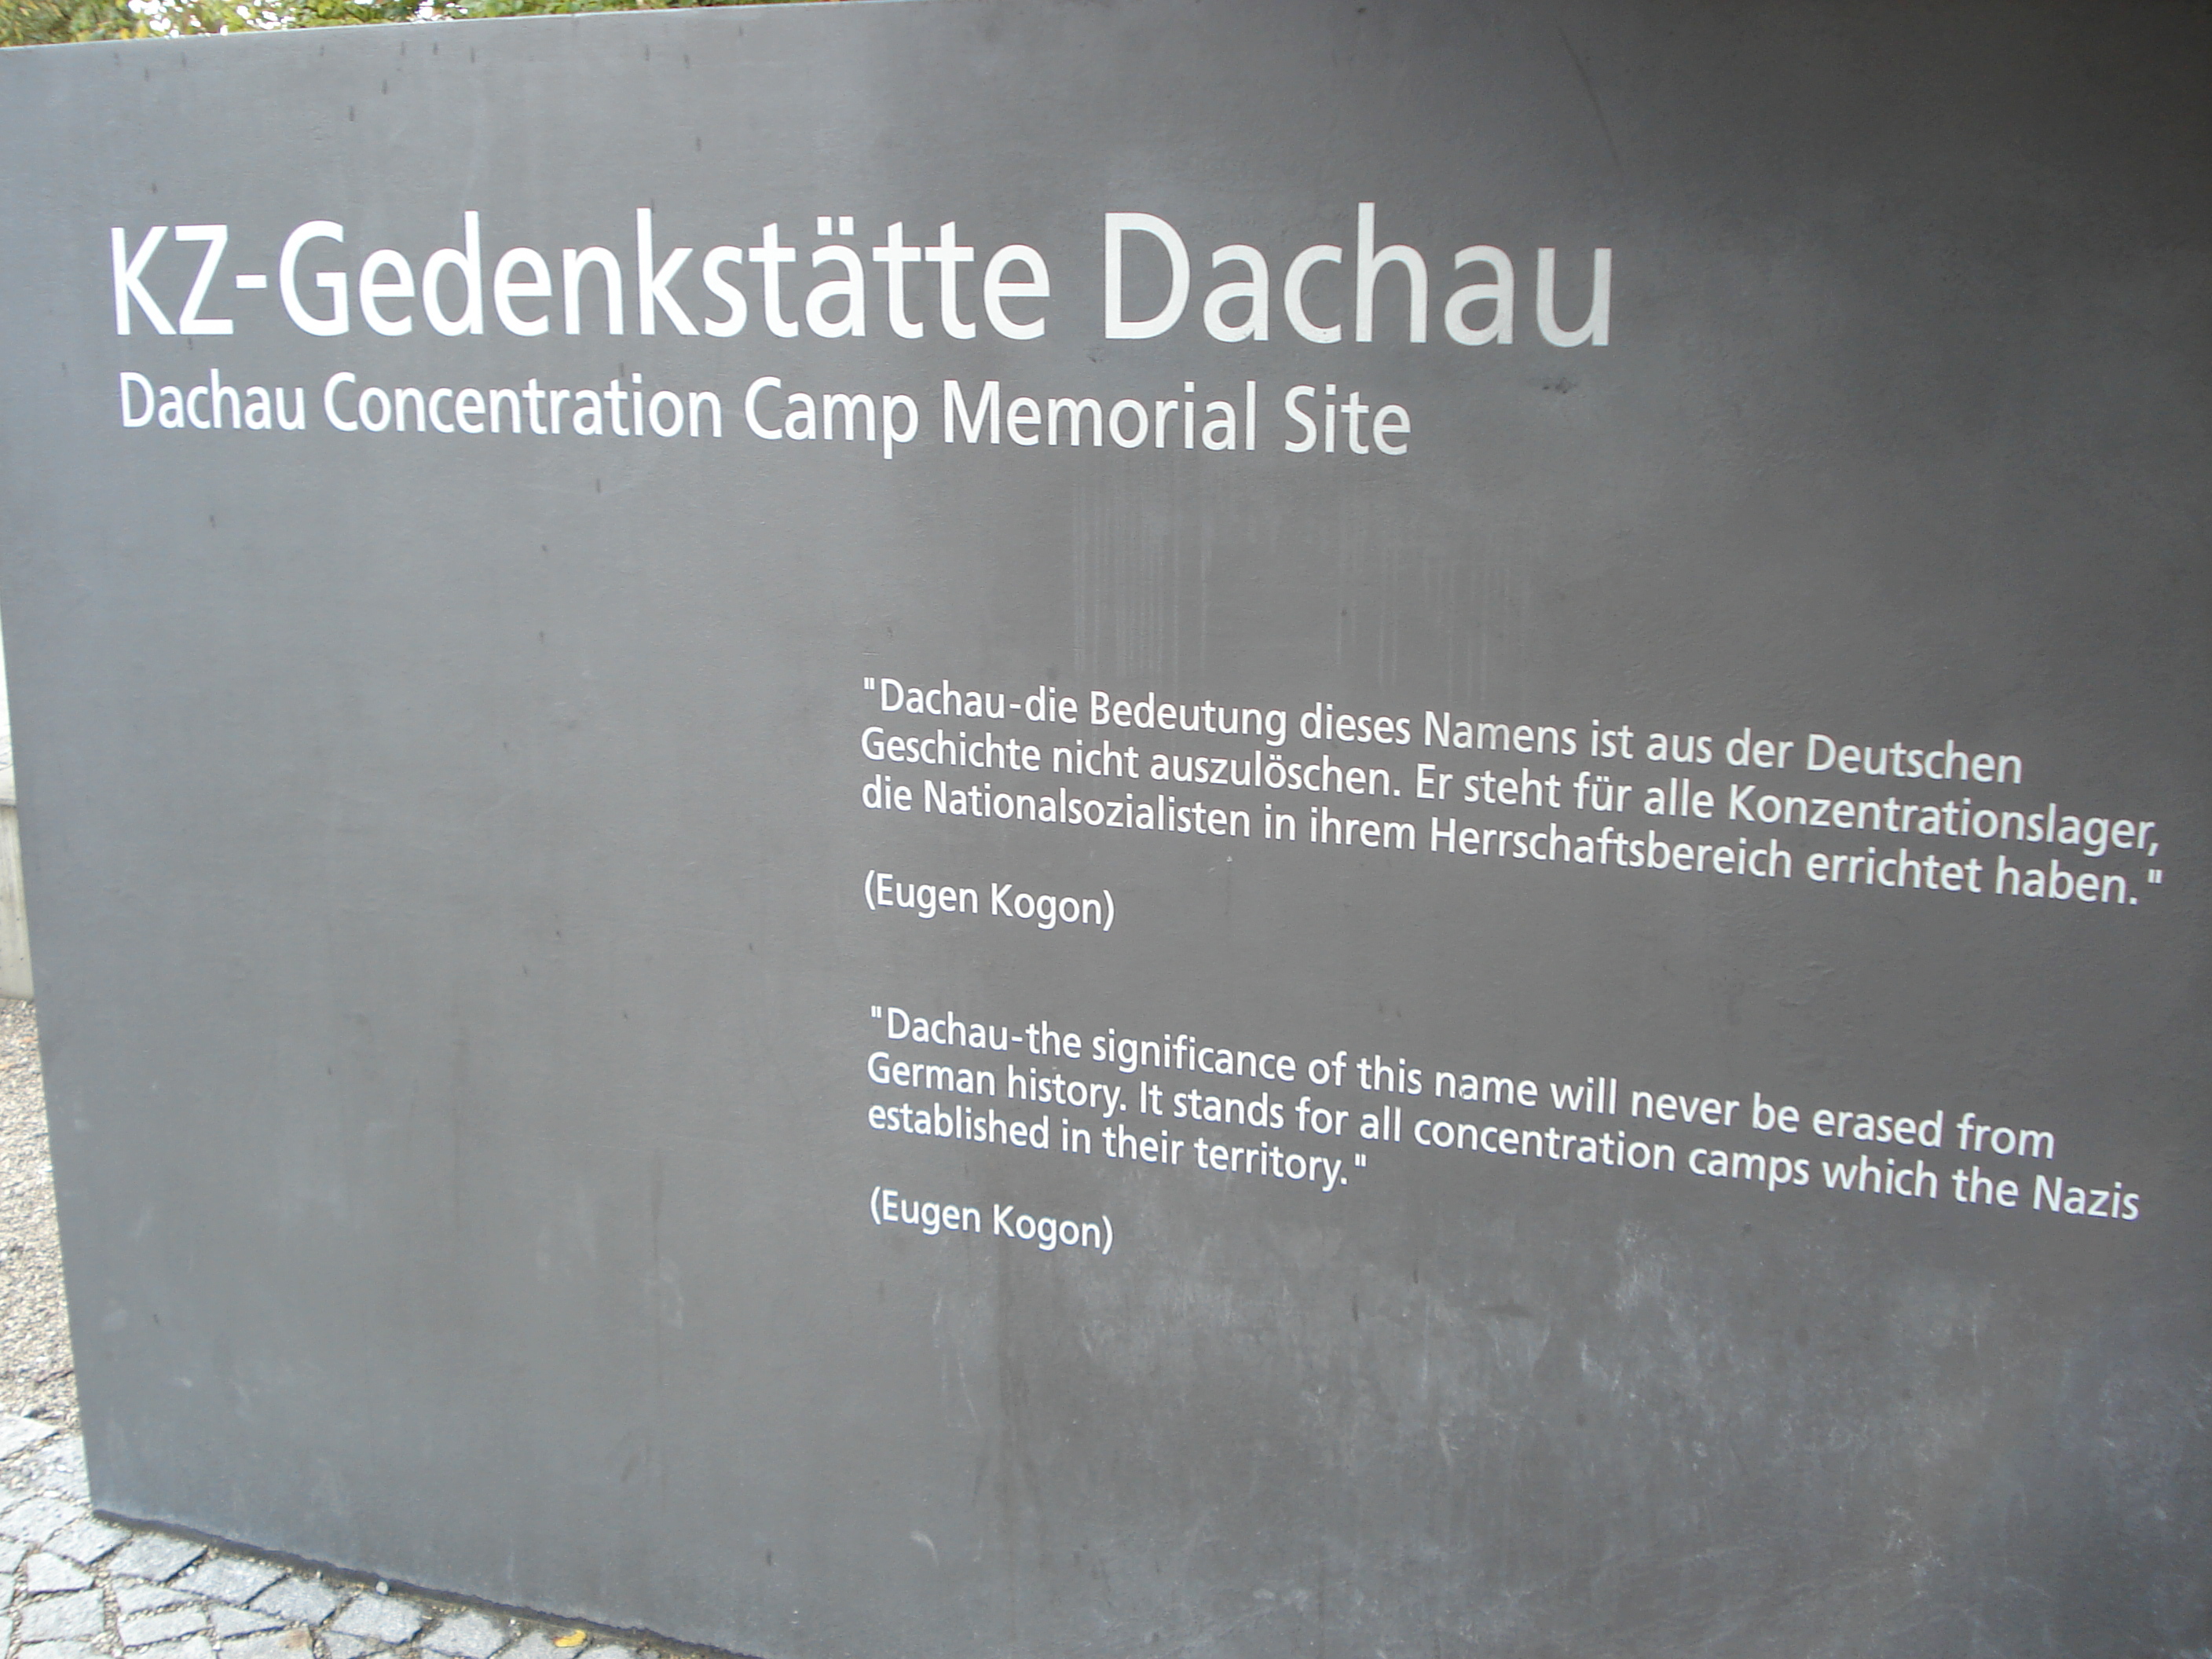 KZ-Gedenkstätte Dachau
Dachau Concentration Camp Memorial Site
"Dachau-die Bedeutung dieses Namens ist aus der Deutschen
Geschichte nicht auszulöschen. Er steht für alle Konzentrationslager,
die Nationalsozialisten in ihrem Herrschaftsbereich errichtet haben."
(Eugen Kogon)
"Dachau-the significance of this name will never be erased from
German history. It stands for all concentration camps which the Nazis
established in their territory."
(Eugen Kogon)